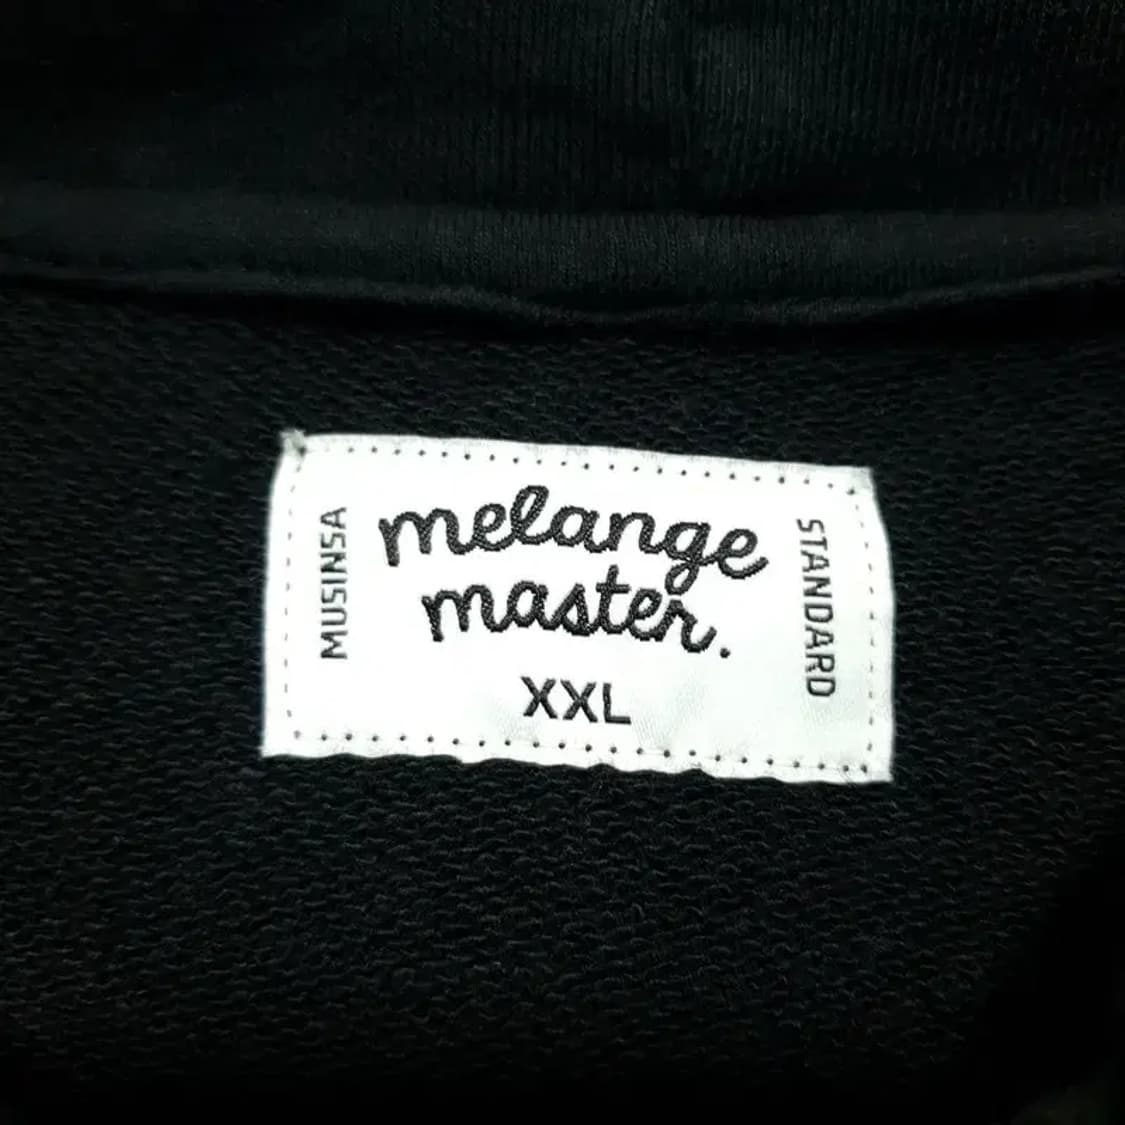 MUSINSA
melange
master.
XXL
STANDARD